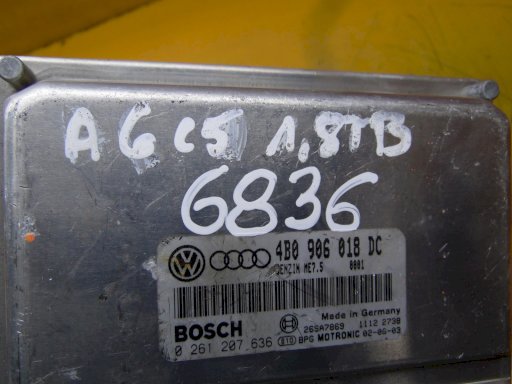 A6 C5 1,8TB
6836
4B0 906 018 DC
BENZIN ME7.5 0001
Made in Germany
BOSCH 26SA7869 1112 2738
0 261 207 636 BPG MOTRONIC 02-06-03